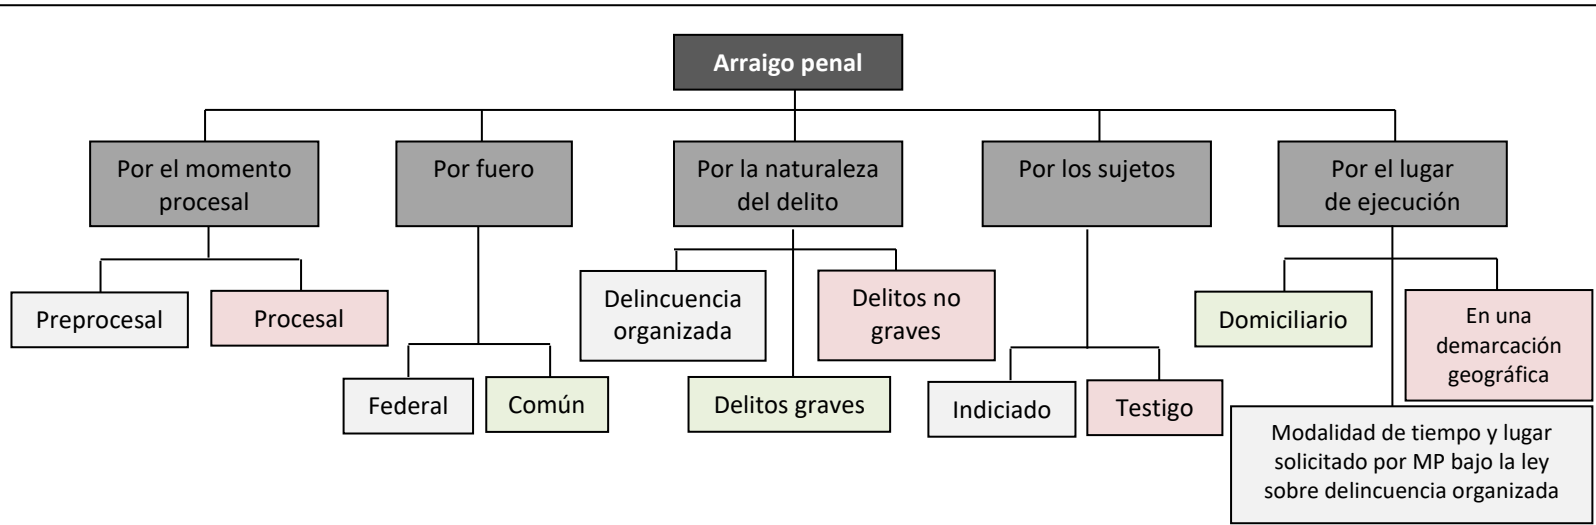 Arraigo penal
Por el momento
procesal
Por fuero
Por la naturaleza
del delito
Por los sujetos
Por el lugar
de ejecución
Preprocesal
Procesal
Federal
Común
Delincuencia
organizada
Delitos no
graves
Delitos graves
Indiciado
Testigo
Domiciliario
En una
demarcación
geográfica
Modalidad de tiempo y lugar
solicitado por MP bajo la ley
sobre delincuencia organizada